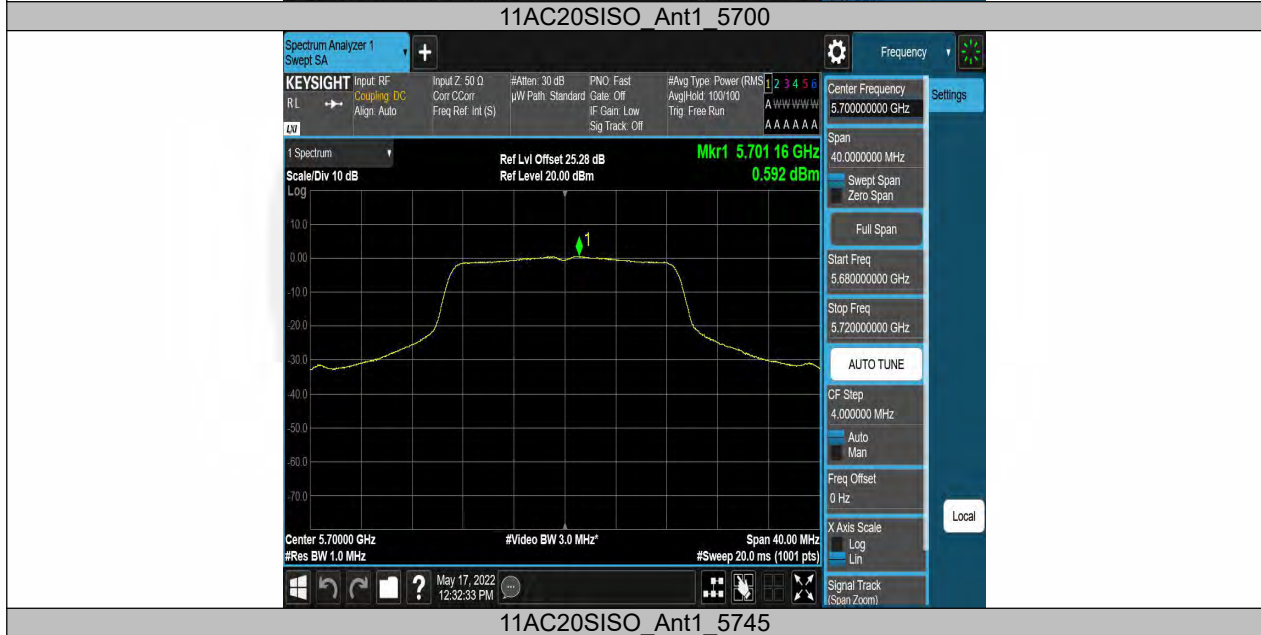 11AC20SISO_Ant1_5700
Spectrum Analyzer 1
Swept SA
+
Frequency
KEYSIGHT
RL
LXI
Input: RF
Coupling: DC
Align: Auto
Input Z: 50 Ω
Corr CCorr
Freq Ref: Int (S)
#Atten: 30 dB
µW Path: Standard
PNO: Fast
Gate: Off
IF Gain: Low
Sig Track: Off
#Avg Type: Power (RMS
Avg|Hold: 100/100
Trig: Free Run
1 2 3 4 5 6
A W W W W W
A A A A A A
Center Frequency
5.700000000 GHz
Settings
Span
40.0000000 MHz
Swept Span
Zero Span
Full Span
Start Freq
5.680000000 GHz
Stop Freq
5.720000000 GHz
AUTO TUNE
CF Step
4.000000 MHz
Auto
Man
Freq Offset
0 Hz
X Axis Scale
Log
Lin
Local
Signal Track
(Span Zoom)
1 Spectrum
Scale/Div 10 dB
Ref Lvl Offset 25.28 dB
Ref Level 20.00 dBm
Mkr1 5.701 16 GHz
0.592 dBm
Log
1
10.0
0.00
-10.0
-20.0
-30.0
-40.0
-50.0
-60.0
-70.0
Center 5.70000 GHz
#Video BW 3.0 MHz*
Span 40.00 MHz
#Res BW 1.0 MHz
#Sweep 20.0 ms (1001 pts)
?
May 17, 2022
12:32:33 PM
11AC20SISO_Ant1_5745